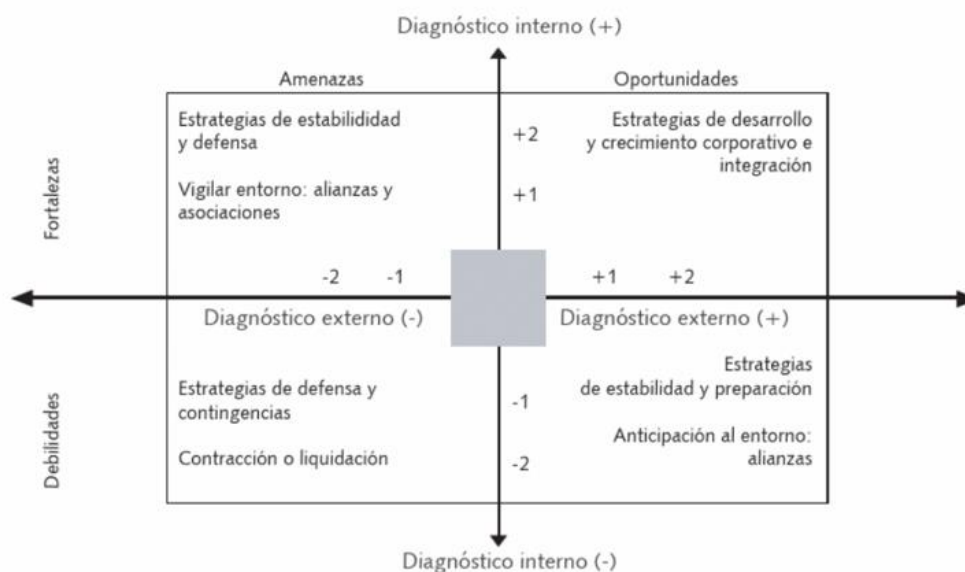 Diagnóstico interno (+)
Amenazas
Oportunidades
Fortalezas
Estrategias de estabilididad
y defensa
Vigilar entorno: alianzas y
asociaciones
+2
+1
Estrategias de desarrollo
y crecimiento corporativo e
integración
-2 -1
+1 +2
Diagnóstico externo (-)
Diagnóstico externo (+)
Debilidades
Estrategias de defensa y
contingencias
Contracción o liquidación
-1
-2
Estrategias
de estabilidad y preparación
Anticipación al entorno:
alianzas
Diagnóstico interno (-)